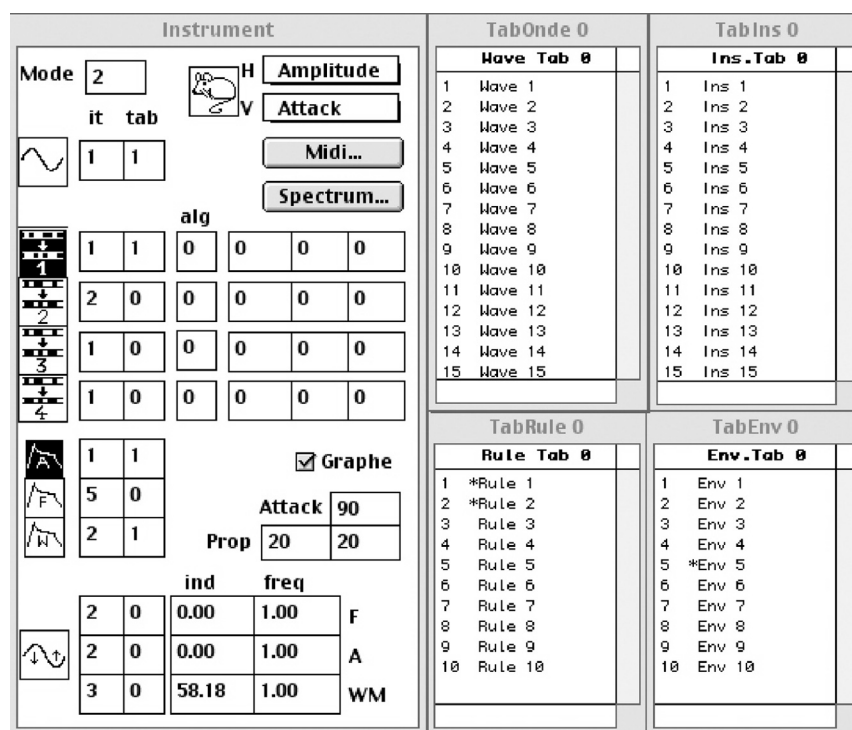 Instrument
Mode 2
H Amplitude
V Attack
it tab
1 1
Midi...
Spectrum...
alg
1 1 1 0 0 0 0
2 2 0 0 0 0 0
3 1 0 0 0 0 0
4 1 0 0 0 0 0
A 1 1
Graphe
F 5 0
Attack 90
W 2 1
Prop 20 20
ind freq
2 0 0.00 1.00 F
2 0 0.00 1.00 A
3 0 58.18 1.00 WM
TabOnde 0
Wave Tab 0
1 Wave 1
2 Wave 2
3 Wave 3
4 Wave 4
5 Wave 5
6 Wave 6
7 Wave 7
8 Wave 8
9 Wave 9
10 Wave 10
11 Wave 11
12 Wave 12
13 Wave 13
14 Wave 14
15 Wave 15
TabIns 0
Ins.Tab 0
1 Ins 1
2 Ins 2
3 Ins 3
4 Ins 4
5 Ins 5
6 Ins 6
7 Ins 7
8 Ins 8
9 Ins 9
10 Ins 10
11 Ins 11
12 Ins 12
13 Ins 13
14 Ins 14
15 Ins 15
TabRule 0
Rule Tab 0
1 *Rule 1
2 *Rule 2
3 Rule 3
4 Rule 4
5 Rule 5
6 Rule 6
7 Rule 7
8 Rule 8
9 Rule 9
10 Rule 10
TabEnv 0
Env.Tab 0
1 Env 1
2 Env 2
3 Env 3
4 Env 4
5 *Env 5
6 Env 6
7 Env 7
8 Env 8
9 Env 9
10 Env 10